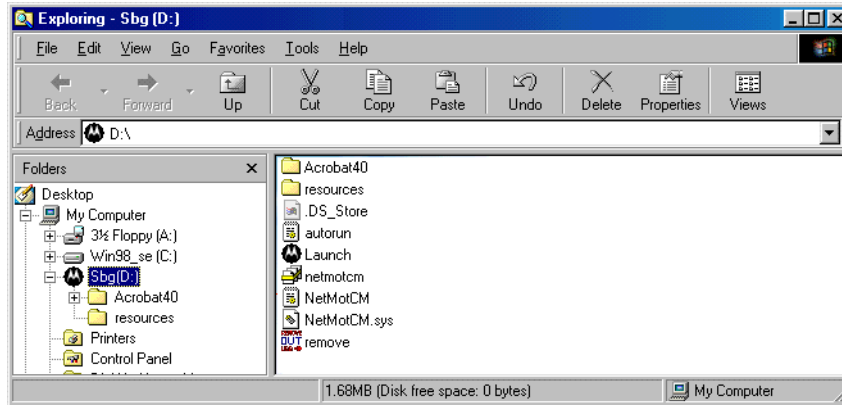 Exploring - Sbg (D:)
File Edit View Go Favorites Tools Help
Back Forward Up Cut Copy Paste Undo Delete Properties Views
Address D:\
Folders
Desktop
My Computer
3½ Floppy (A:)
Win98_se (C:)
Sbg(D:)
Acrobat40
resources
Printers
Control Panel
Acrobat40
resources
.DS_Store
autorun
Launch
netmotcm
NetMotCM
NetMotCM.sys
remove
1.68MB (Disk free space: 0 bytes) My Computer